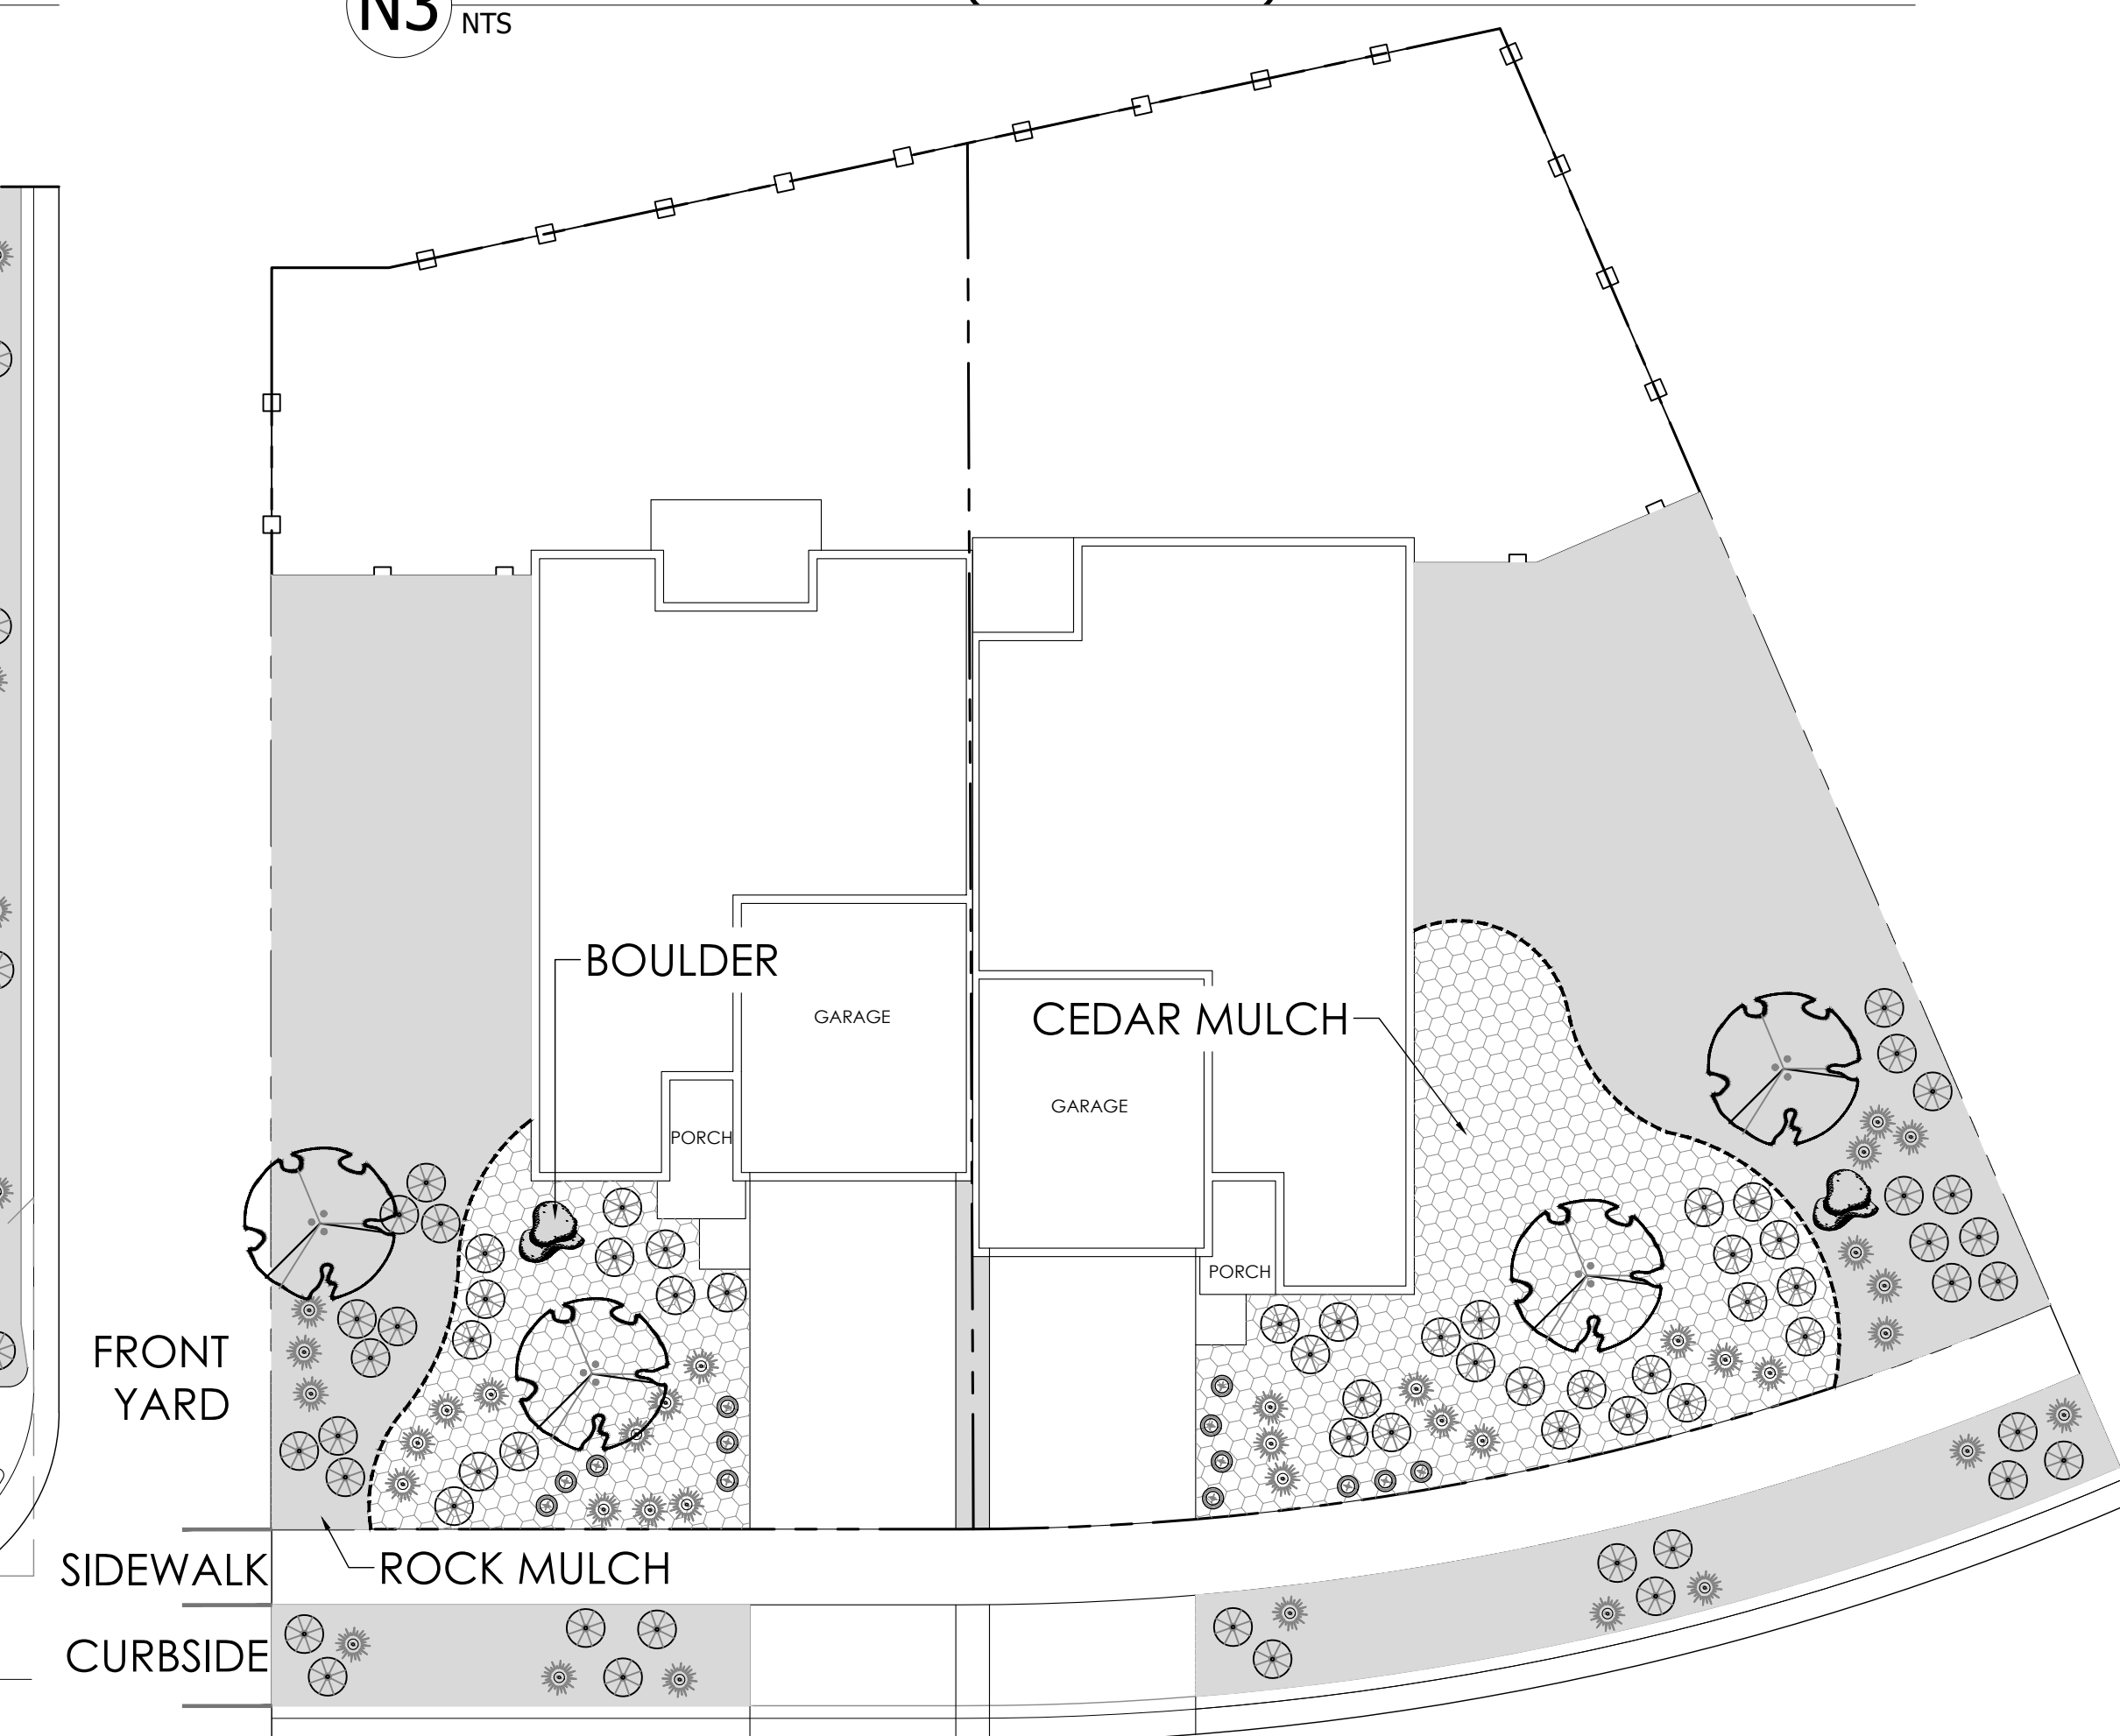 N3
NTS
BOULDER
GARAGE
CEDAR MULCH
GARAGE
PORCH
PORCH
FRONT
YARD
SIDEWALK
ROCK MULCH
CURBSIDE